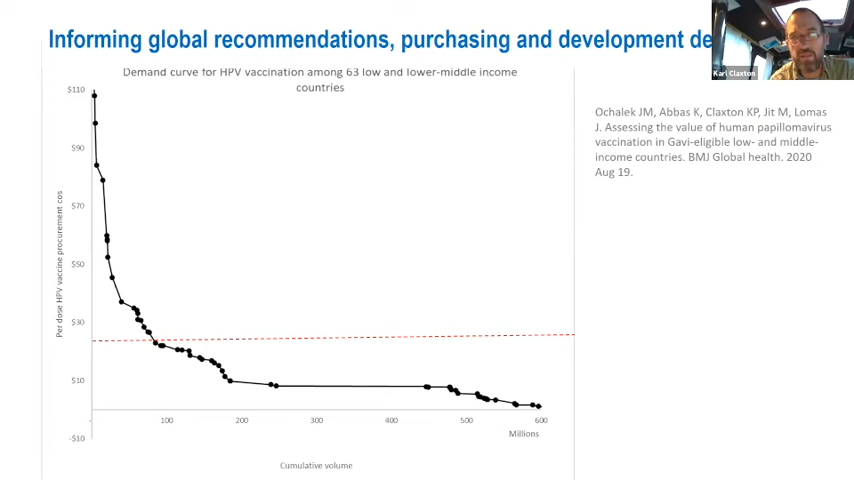 Informing global recommendations, purchasing and development de
Karl Claxton
Demand curve for HPV vaccination among 63 low and lower-middle income
countries
$110
$90
$70
$50
$30
$10
-$10
Per dose HPV vaccine procurement cos
-
100
200
300
400
500
600
Millions
Cumulative volume
Ochalek JM, Abbas K, Claxton KP, Jit M, Lomas
J. Assessing the value of human papillomavirus
vaccination in Gavi-eligible low- and middle-
income countries. BMJ Global health. 2020
Aug 19.